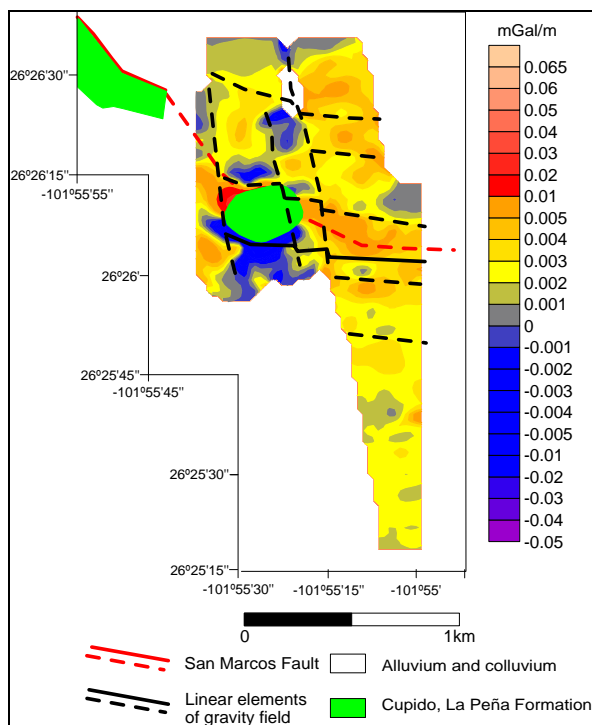 mGal/m
0.065
0.06
0.05
0.04
0.03
0.02
0.01
0.005
0.004
0.003
0.002
0.001
0
-0.001
-0.002
-0.003
-0.004
-0.005
-0.01
-0.02
-0.03
-0.04
-0.05
26º26'30''
26º26'15''
-101º55'55''
26º26'
26º25'45''
-101º55'45''
26º25'30''
26º25'15''
-101º55'30'' -101º55'15'' -101º55'
0 1km
San Marcos Fault
Alluvium and colluvium
Linear elements
of gravity field
Cupido, La Peña Formation